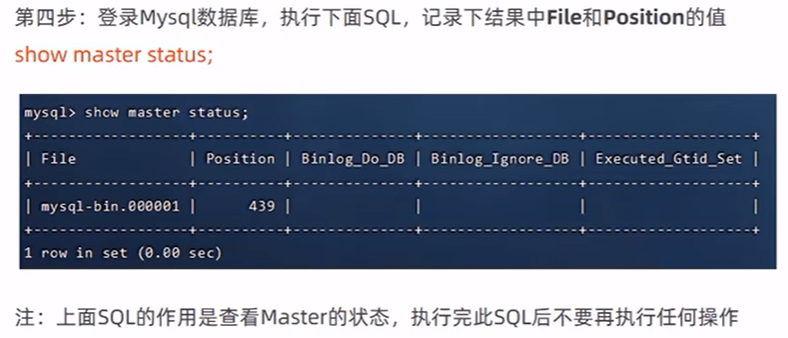 第四步：登录Mysql数据库，执行下面SQL，记录下结果中File和Position的值
show master status;
mysql> show master status;
+------------------+----------+--------------+------------------+-------------------+
| File             | Position | Binlog_Do_DB | Binlog_Ignore_DB | Executed_Gtid_Set |
+------------------+----------+--------------+------------------+-------------------+
| mysql-bin.000001 |      439 |              |                  |                   |
+------------------+----------+--------------+------------------+-------------------+
1 row in set (0.00 sec)
注：上面SQL的作用是查看Master的状态，执行完此SQL后不要再执行任何操作